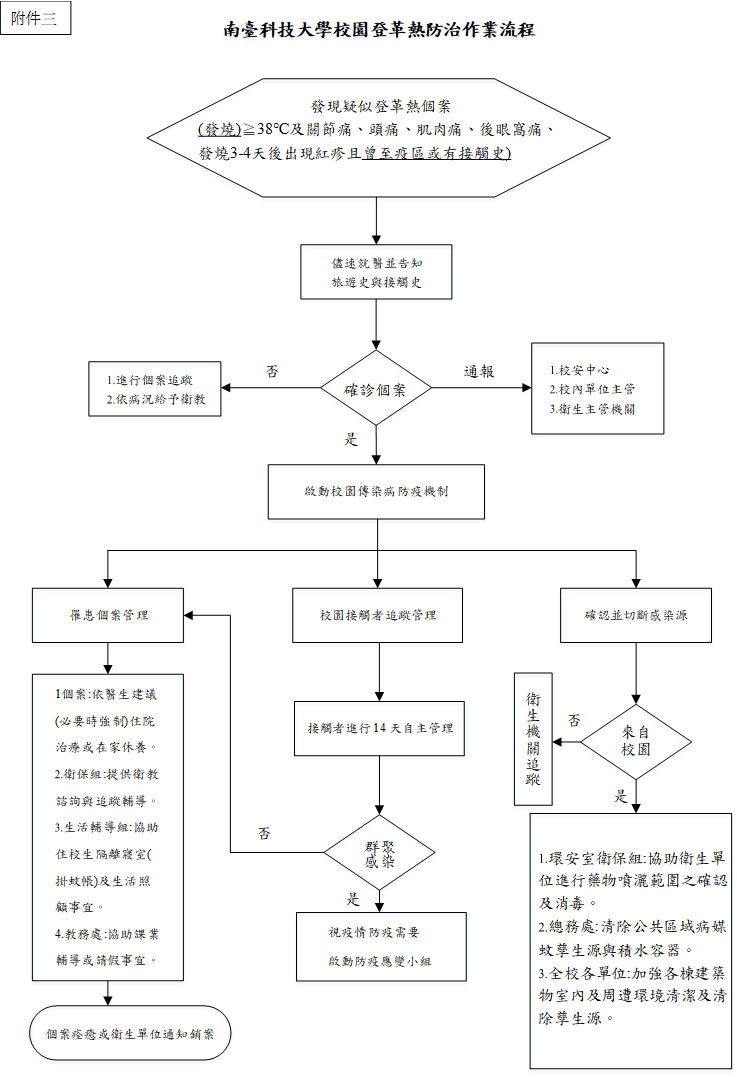 附件三
南臺科技大學校園登革熱防治作業流程
發現疑似登革熱個案
(發燒)≧38℃及關節痛、頭痛、肌肉痛、後眼窩痛、
發燒3-4天後出現紅疹且曾至疫區或有接觸史)
儘速就醫並告知
旅遊史與接觸史
否
通報
1.進行個案追蹤
2.依病況給予衛教
確診個案
1.校安中心
2.校內單位主管
3.衛生主管機關
是
啟動校園傳染病防疫機制
罹患個案管理
校園接觸者追蹤管理
確認並切斷感染源
1個案:依醫生建議
(必要時強制)住院
治療或在家休養。
2.衛保組:提供衛教
諮詢與追蹤輔導。
3.生活輔導組:協助
住校生隔離寢室(
掛蚊帳)及生活照
顧事宜。
4.教務處:協助課業
輔導或請假事宜。
個案痊癒或衛生單位通知銷案
接觸者進行14天自主管理
否
群聚
感染
是
視疫情防疫需要
啟動防疫應變小組
衛
生
機
關
追
蹤
否
來自
校園
是
1.環安室衛保組:協助衛生單
位進行藥物噴灑範圍之確認
及消毒。
2.總務處:清除公共區域病媒
蚊孳生源與積水容器。
3.全校各單位:加強各棟建築
物室內及周遭環境清潔及清
除孳生源。